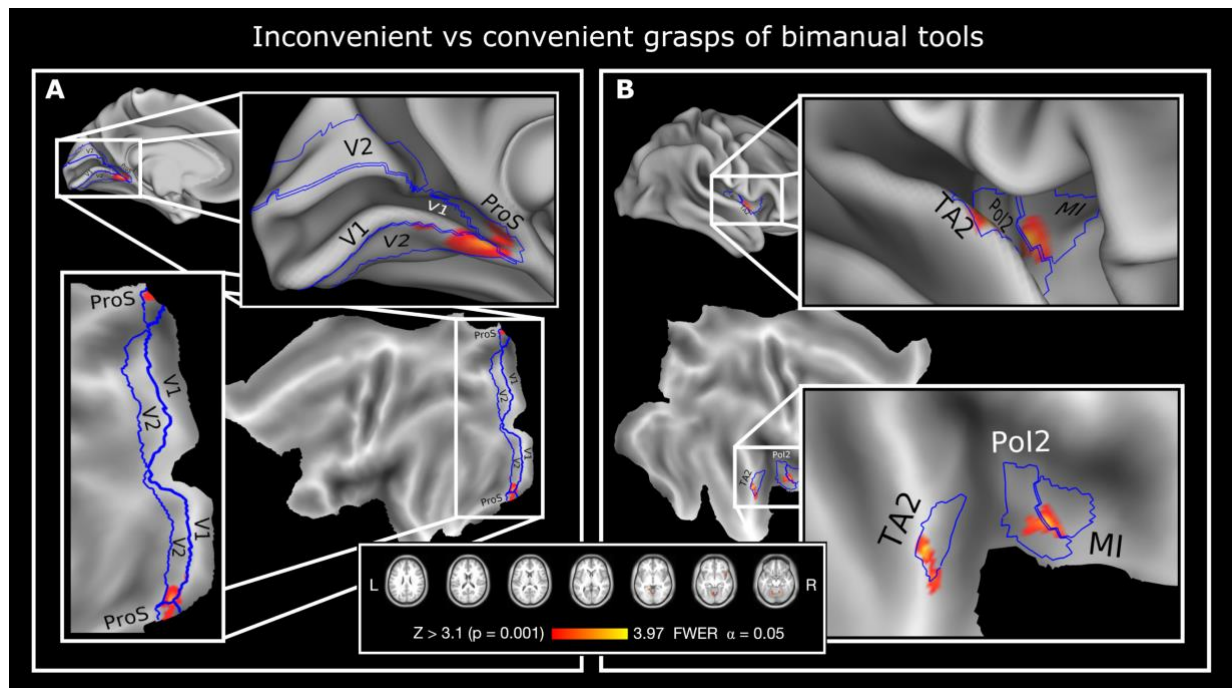 Inconvenient vs convenient grasps of bimanual tools
A
V2
V1
ProS
V1
V2
ProS
V1
V2
V1
V2
ProS
ProS
V1
V2
V1
V2
ProS
B
TA2
PoI2
MI
TA2
PoI2
PoI2
TA2
MI
L
R
Z > 3.1 (p = 0.001) 3.97 FWER α = 0.05